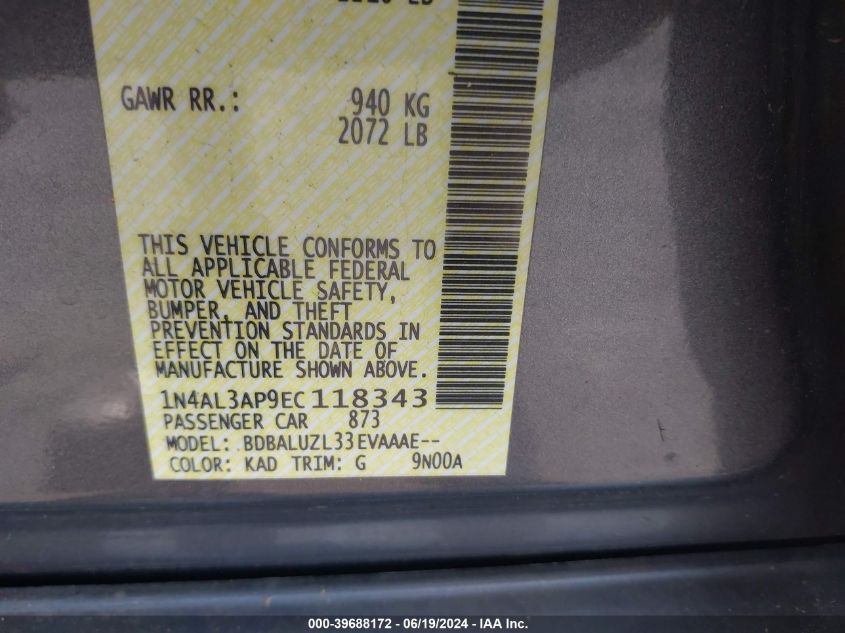 GAWR RR.: 940 KG
2072 LB
THIS VEHICLE CONFORMS TO
ALL APPLICABLE FEDERAL
MOTOR VEHICLE SAFETY,
BUMPER, AND THEFT
PREVENTION STANDARDS IN
EFFECT ON THE DATE OF
MANUFACTURE SHOWN ABOVE.
1N4AL3AP9EC118343
PASSENGER CAR 873
MODEL: BDBALUZL33EVAAAE--
COLOR: KAD TRIM: G 9N00A
000-39688172 - 06/19/2024 - IAA Inc.